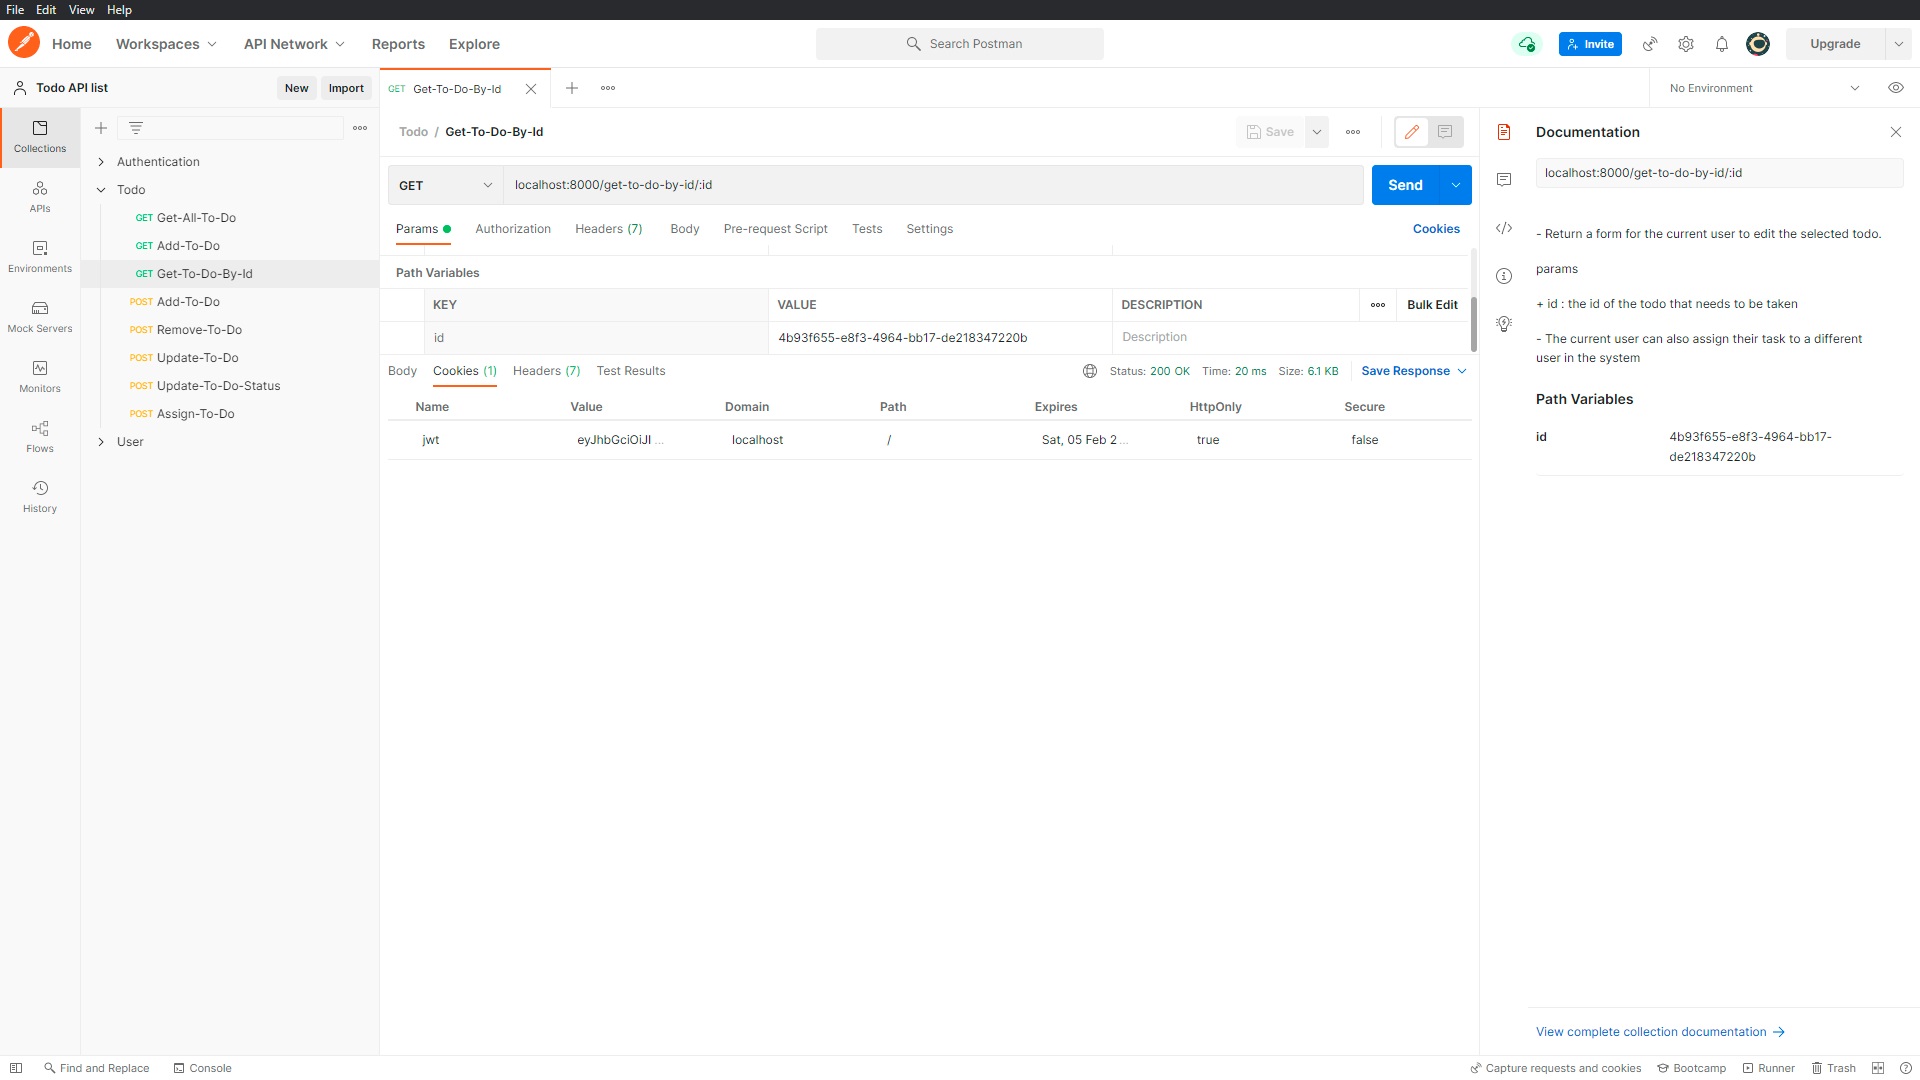 File Edit View Help
Home Workspaces API Network Reports Explore Search Postman Invite Upgrade
Todo API list New Import GET Get-To-Do-By-Id No Environment
Collections
APIs
Environments
Mock Servers
Monitors
Flows
History
Authentication
Todo
GET Get-All-To-Do
GET Add-To-Do
GET Get-To-Do-By-Id
POST Add-To-Do
POST Remove-To-Do
POST Update-To-Do
POST Update-To-Do-Status
POST Assign-To-Do
User
Todo / Get-To-Do-By-Id Save
GET localhost:8000/get-to-do-by-id/:id Send
Params Authorization Headers (7) Body Pre-request Script Tests Settings Cookies
Path Variables
KEY VALUE DESCRIPTION Bulk Edit
id 4b93f655-e8f3-4964-bb17-de218347220b Description
Body Cookies (1) Headers (7) Test Results Status: 200 OK Time: 20 ms Size: 6.1 KB Save Response
Name Value Domain Path Expires HttpOnly Secure
jwt eyJhbGciOiJI ... localhost / Sat, 05 Feb 2... true false
Documentation
localhost:8000/get-to-do-by-id/:id
- Return a form for the current user to edit the selected todo.
params
+ id : the id of the todo that needs to be taken
- The current user can also assign their task to a different
user in the system
Path Variables
id 4b93f655-e8f3-4964-bb17-
de218347220b
View complete collection documentation →
Find and Replace Console Capture requests and cookies Bootcamp Runner Trash